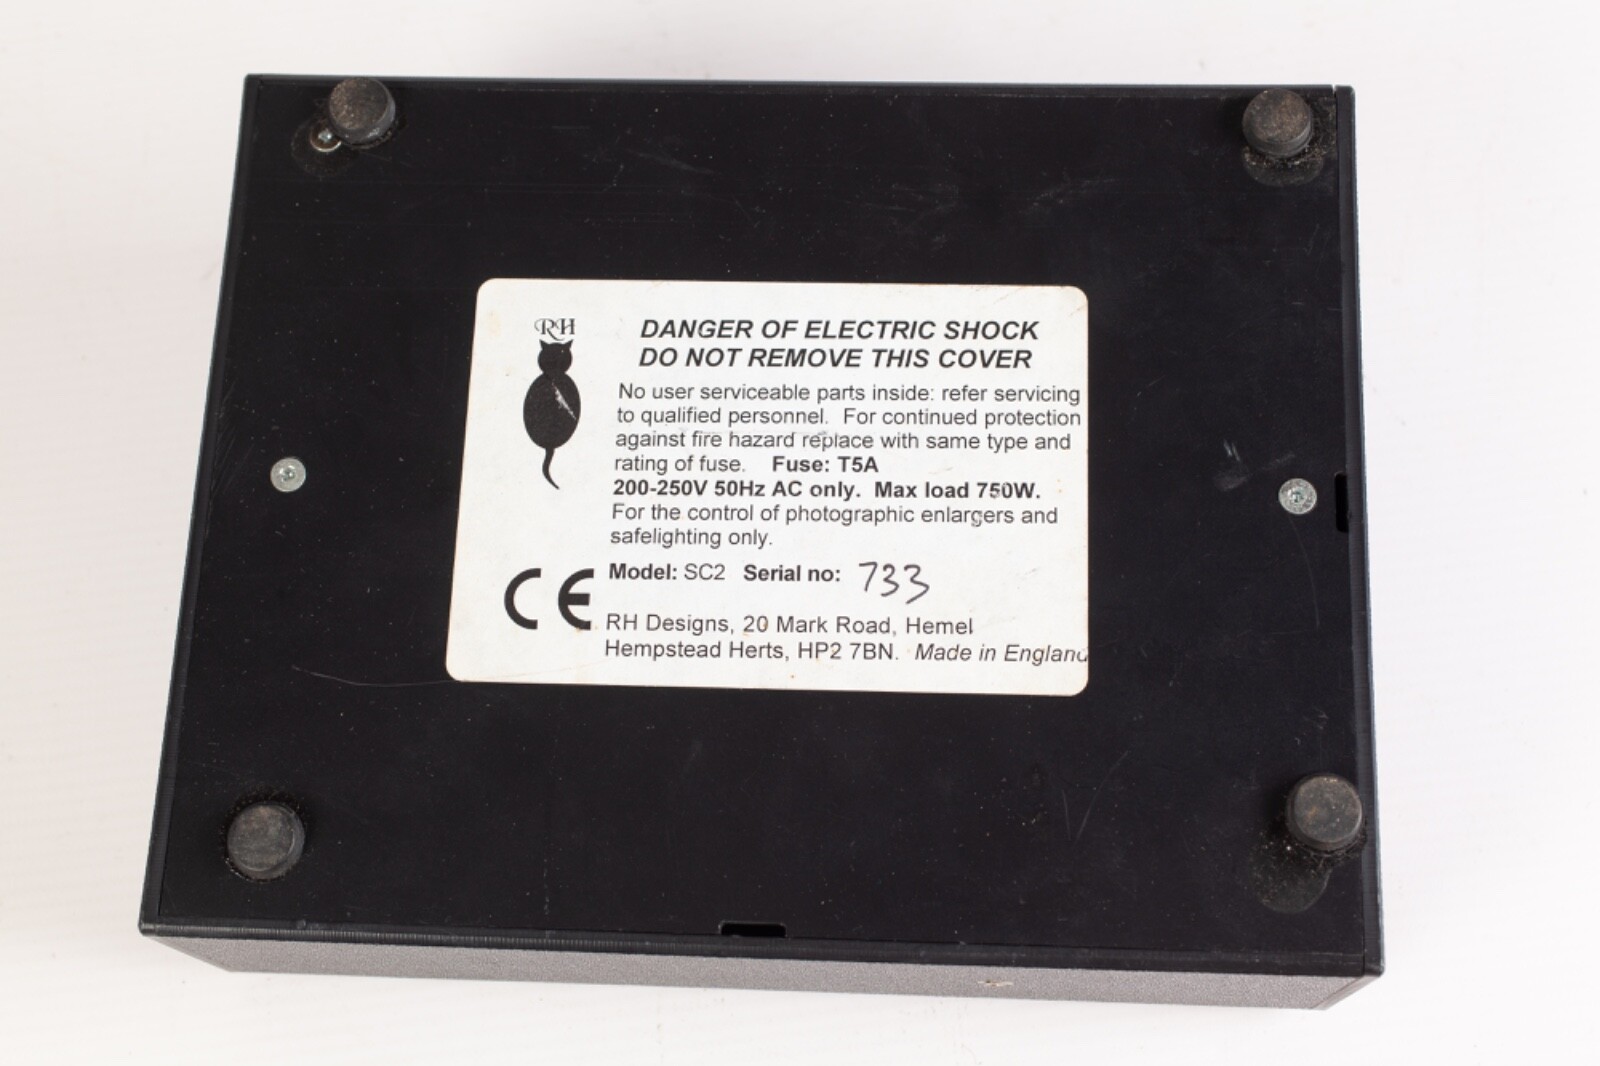 RH
DANGER OF ELECTRIC SHOCK
DO NOT REMOVE THIS COVER
No user serviceable parts inside: refer servicing
to qualified personnel. For continued protection
against fire hazard replace with same type and
rating of fuse. Fuse: T5A
200-250V 50Hz AC only. Max load 750W.
For the control of photographic enlargers and
safelighting only.
CE
Model: SC2 Serial no: 733
RH Designs, 20 Mark Road, Hemel
Hempstead Herts, HP2 7BN. Made in England